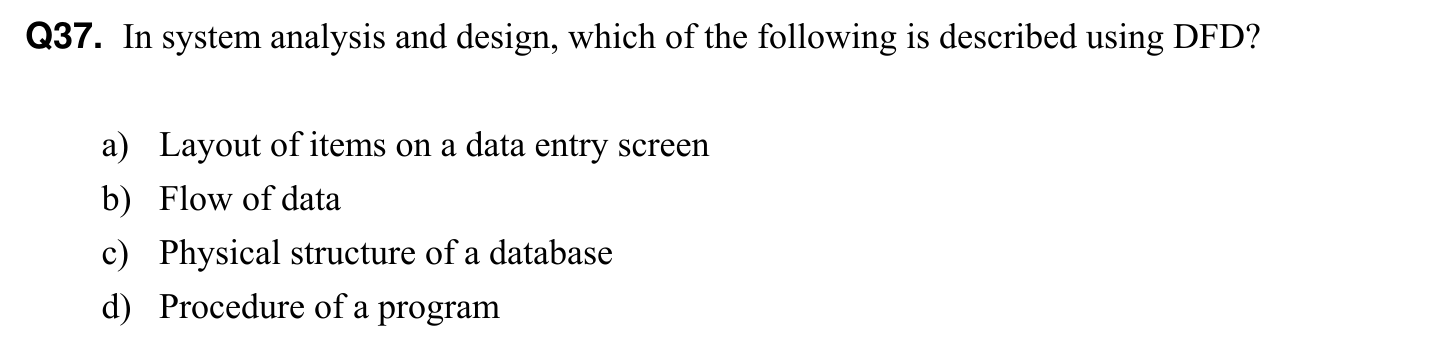 Q37. In system analysis and design, which of the following is described using DFD?
a) Layout of items on a data entry screen
b) Flow of data
c) Physical structure of a database
d) Procedure of a program